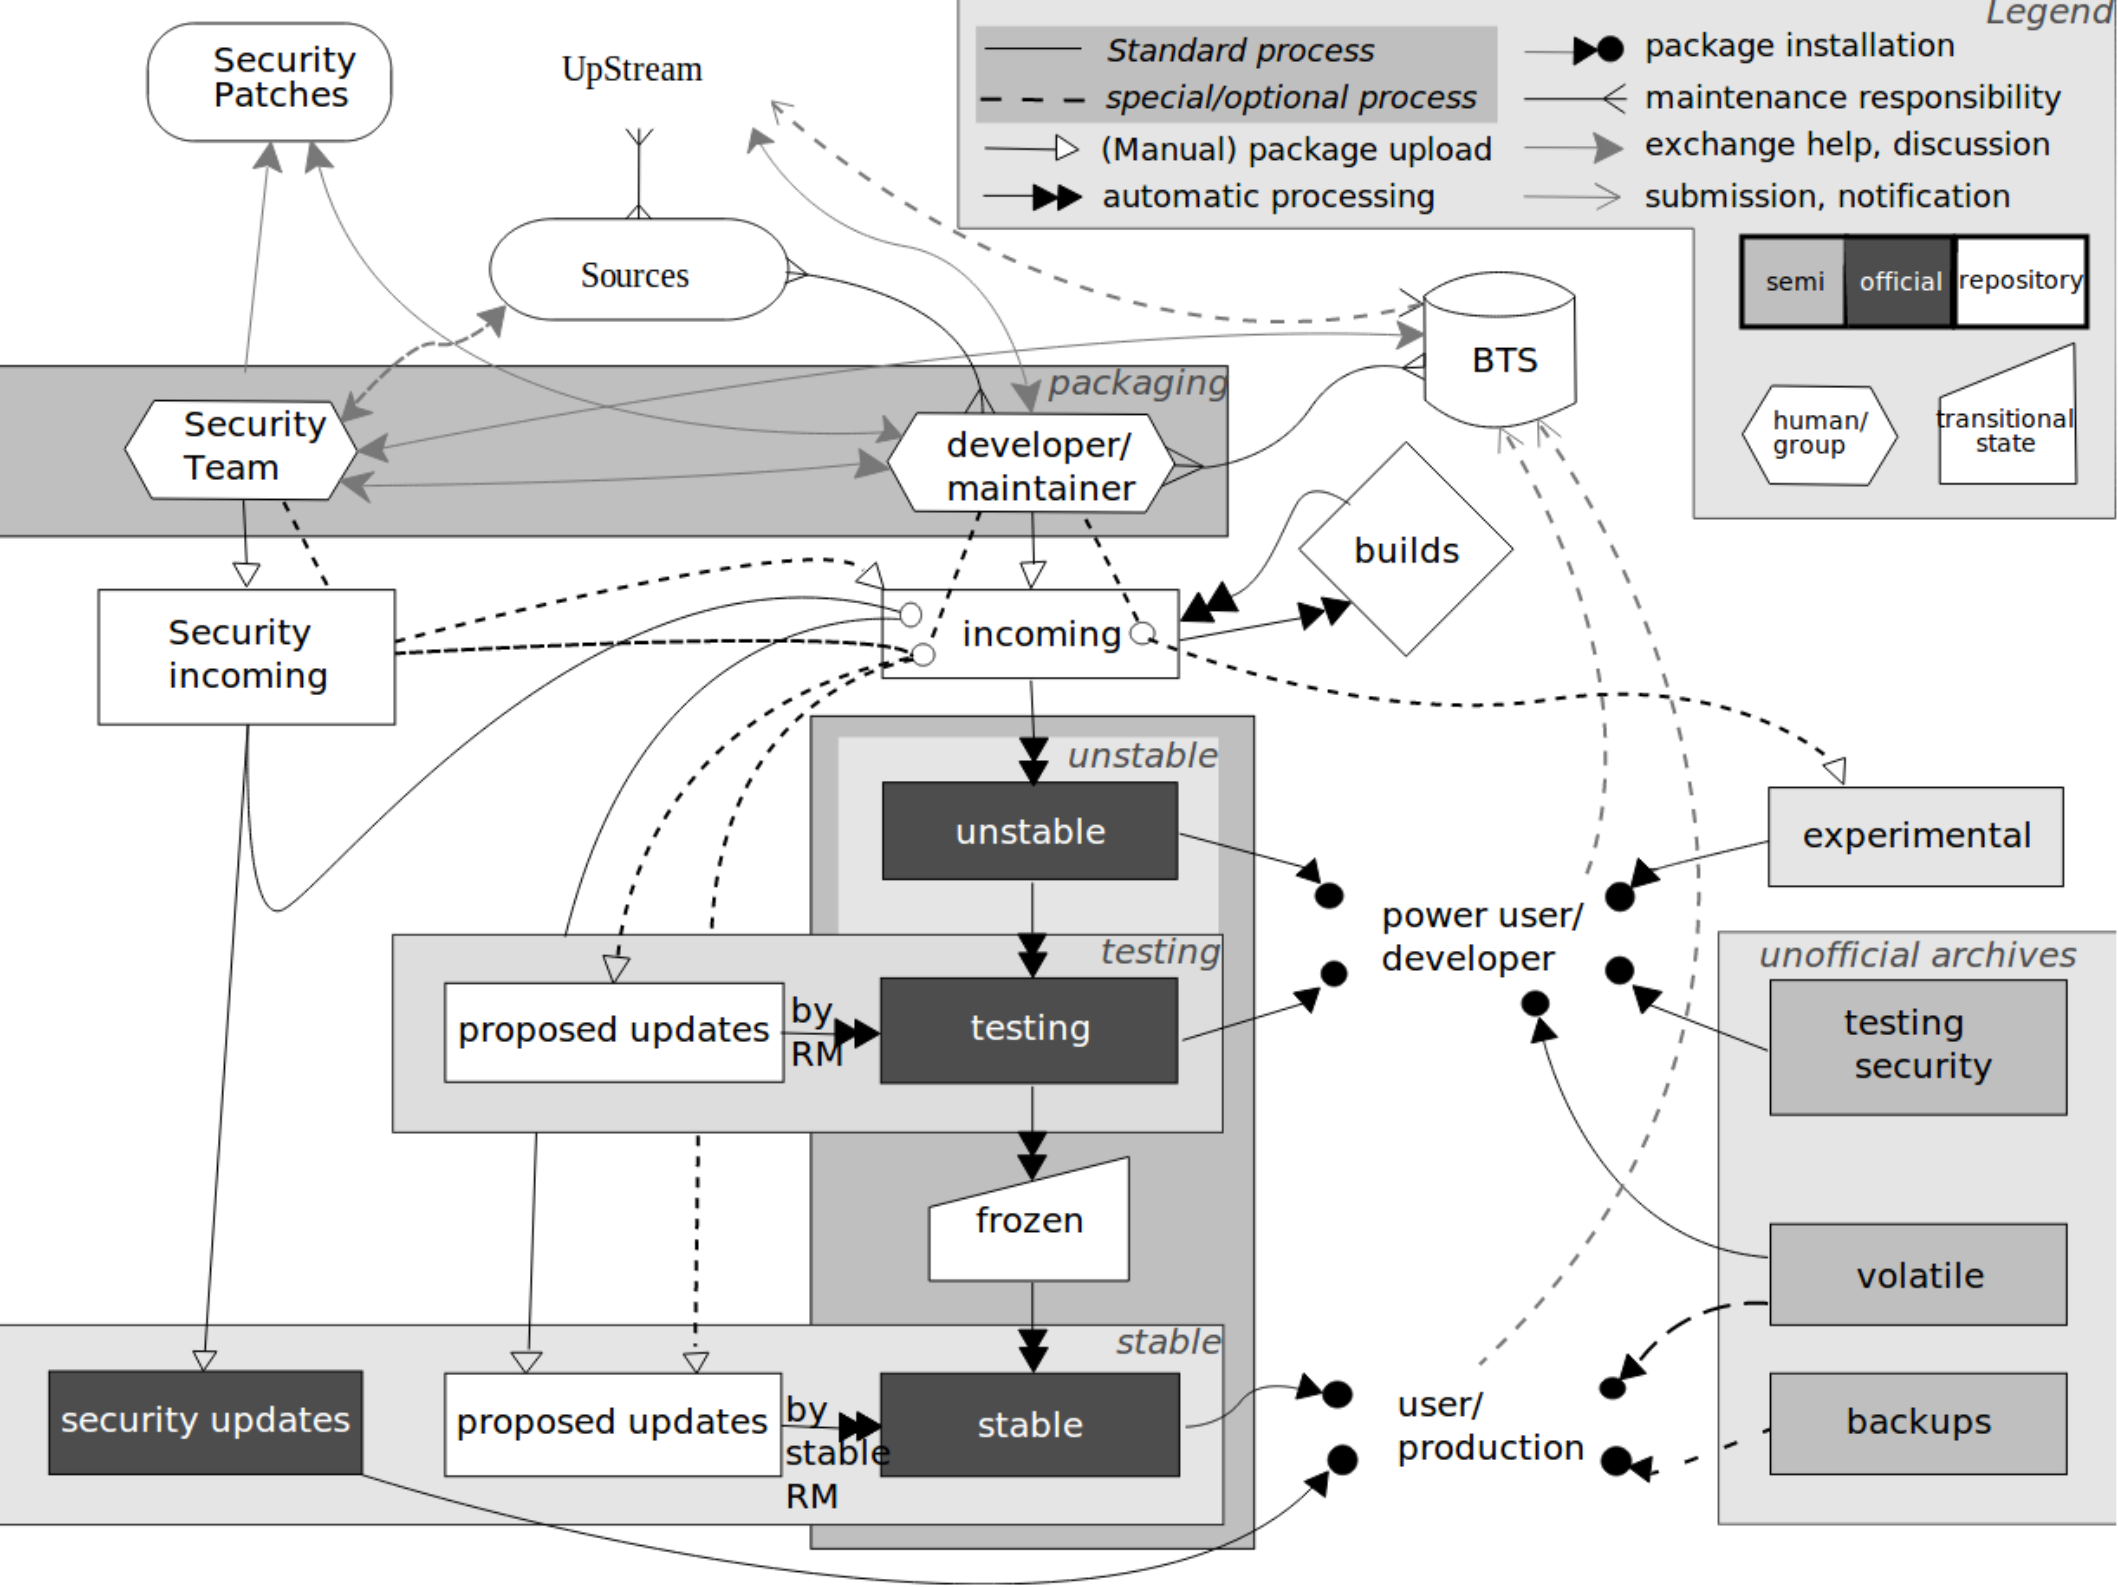 Legend
Standard process
special/optional process
(Manual) package upload
automatic processing
package installation
maintenance responsibility
exchange help, discussion
submission, notification
semi
official
repository
human/
group
transitional
state
Security
Patches
UpStream
Sources
BTS
packaging
Security
Team
developer/
maintainer
builds
Security
incoming
incoming
unstable
unstable
experimental
power user/
developer
testing
proposed updates
by
RM
testing
unofficial archives
testing
security
frozen
volatile
stable
security updates
proposed updates
by
stable
RM
stable
user/
production
backups